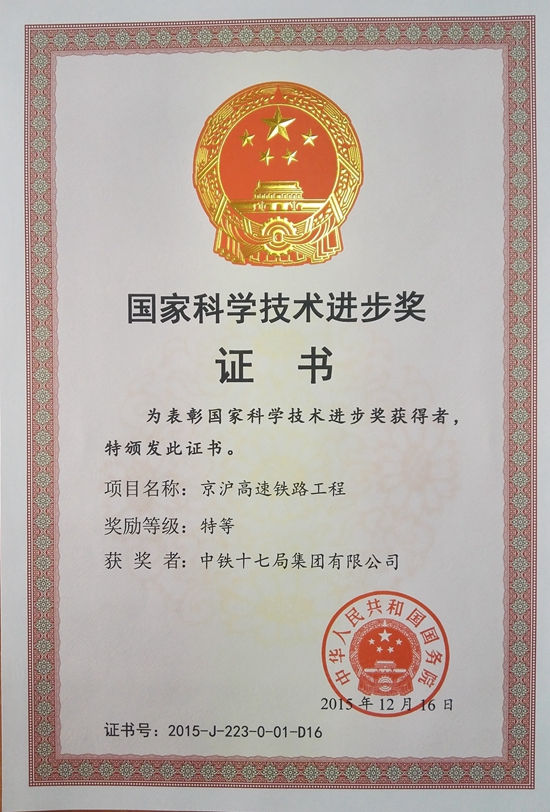 国家科学技术进步奖
证 书
为表彰国家科学技术进步奖获得者，
特颁发此证书。
项目名称：京沪高速铁路工程
奖励等级：特等
获 奖 者：中铁十七局集团有限公司
中华人民共和国国务院
2015年12月16日
证书号：2015-J-223-0-01-D16